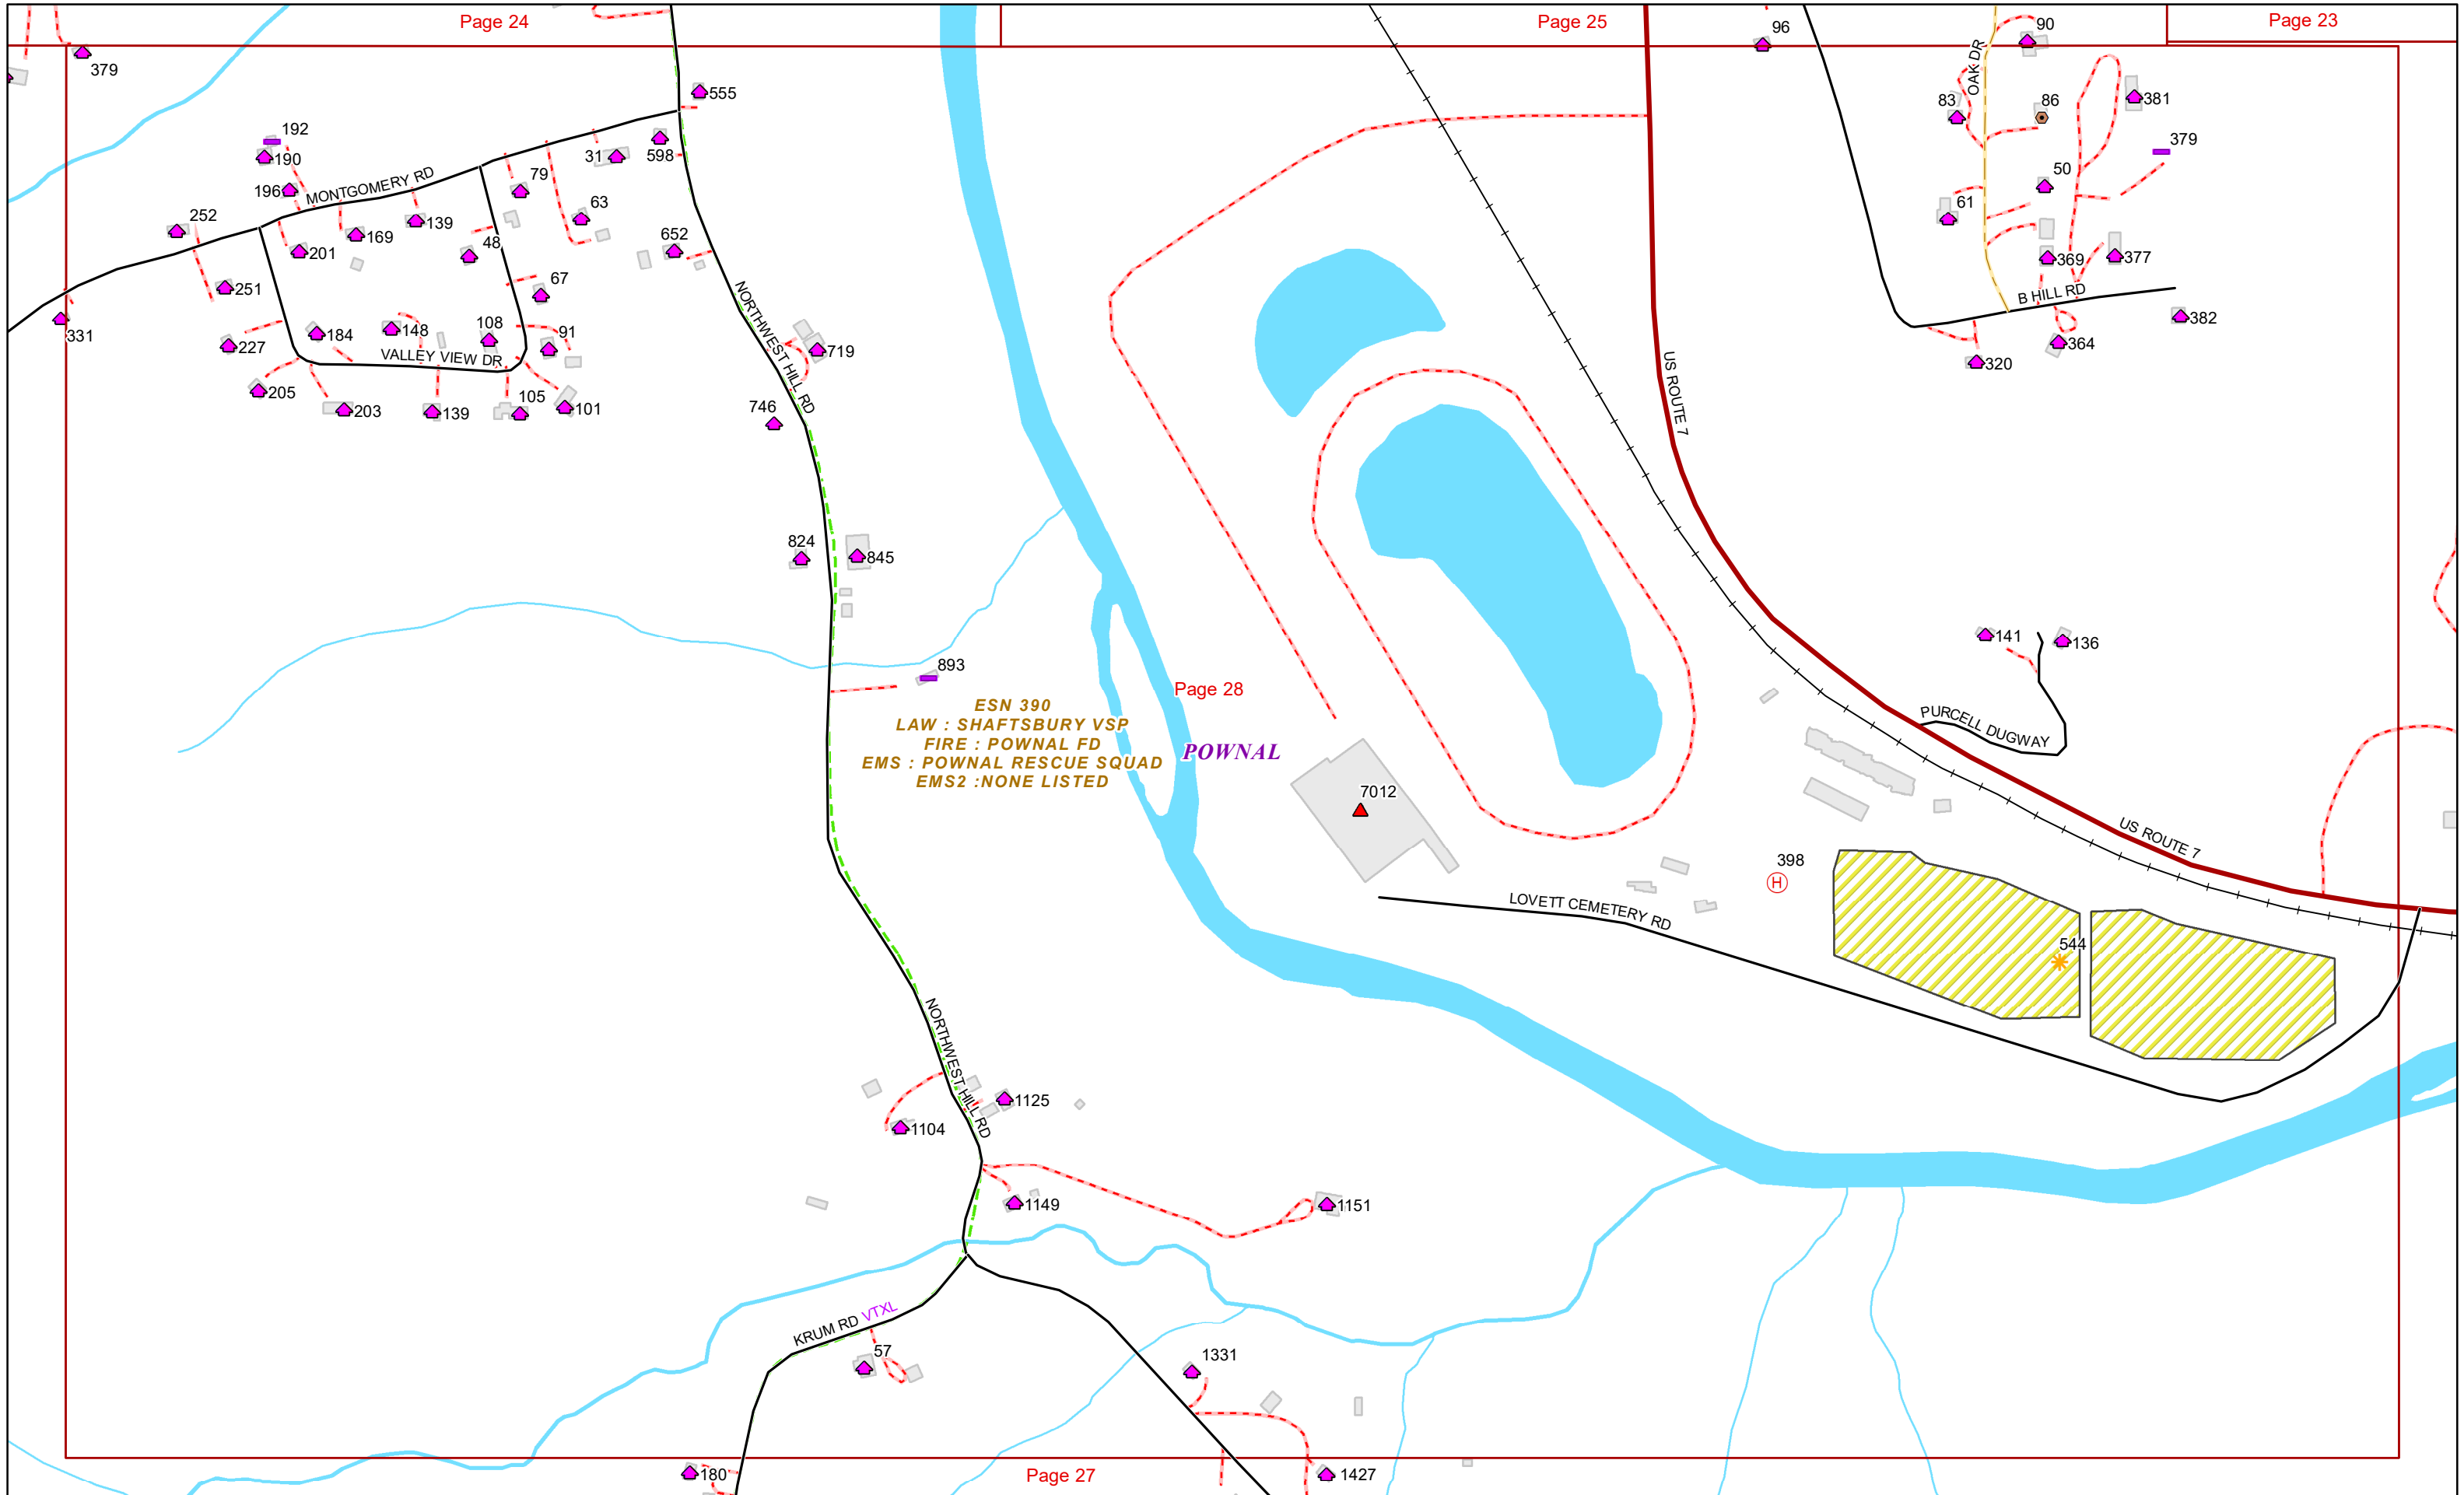 Page 24
Page 25
Page 23
96
90
379
555
OAK DR
83
86
381
192
190
31
598
379
196
MONTGOMERY RD
79
50
252
139
63
61
201
169
48
652
251
67
369
377
NORTHWEST HILL RD
B HILL RD
331
227
184
148
108
91
719
382
364
VALLEY VIEW DR
US ROUTE 7
320
205
203
139
105
101
746
824
845
141
136
893
Page 28
ESN 390
LAW : SHAFTSBURY VSP
FIRE : POWNAL FD
EMS : POWNAL RESCUE SQUAD
EMS2 :NONE LISTED
POWNAL
PURCELL DUGWAY
7012
US ROUTE 7
398
H
LOVETT CEMETERY RD
544
NORTHWEST HILL RD
1125
1104
1149
1151
KRUM RD VTXL
57
1331
180
Page 27
1427